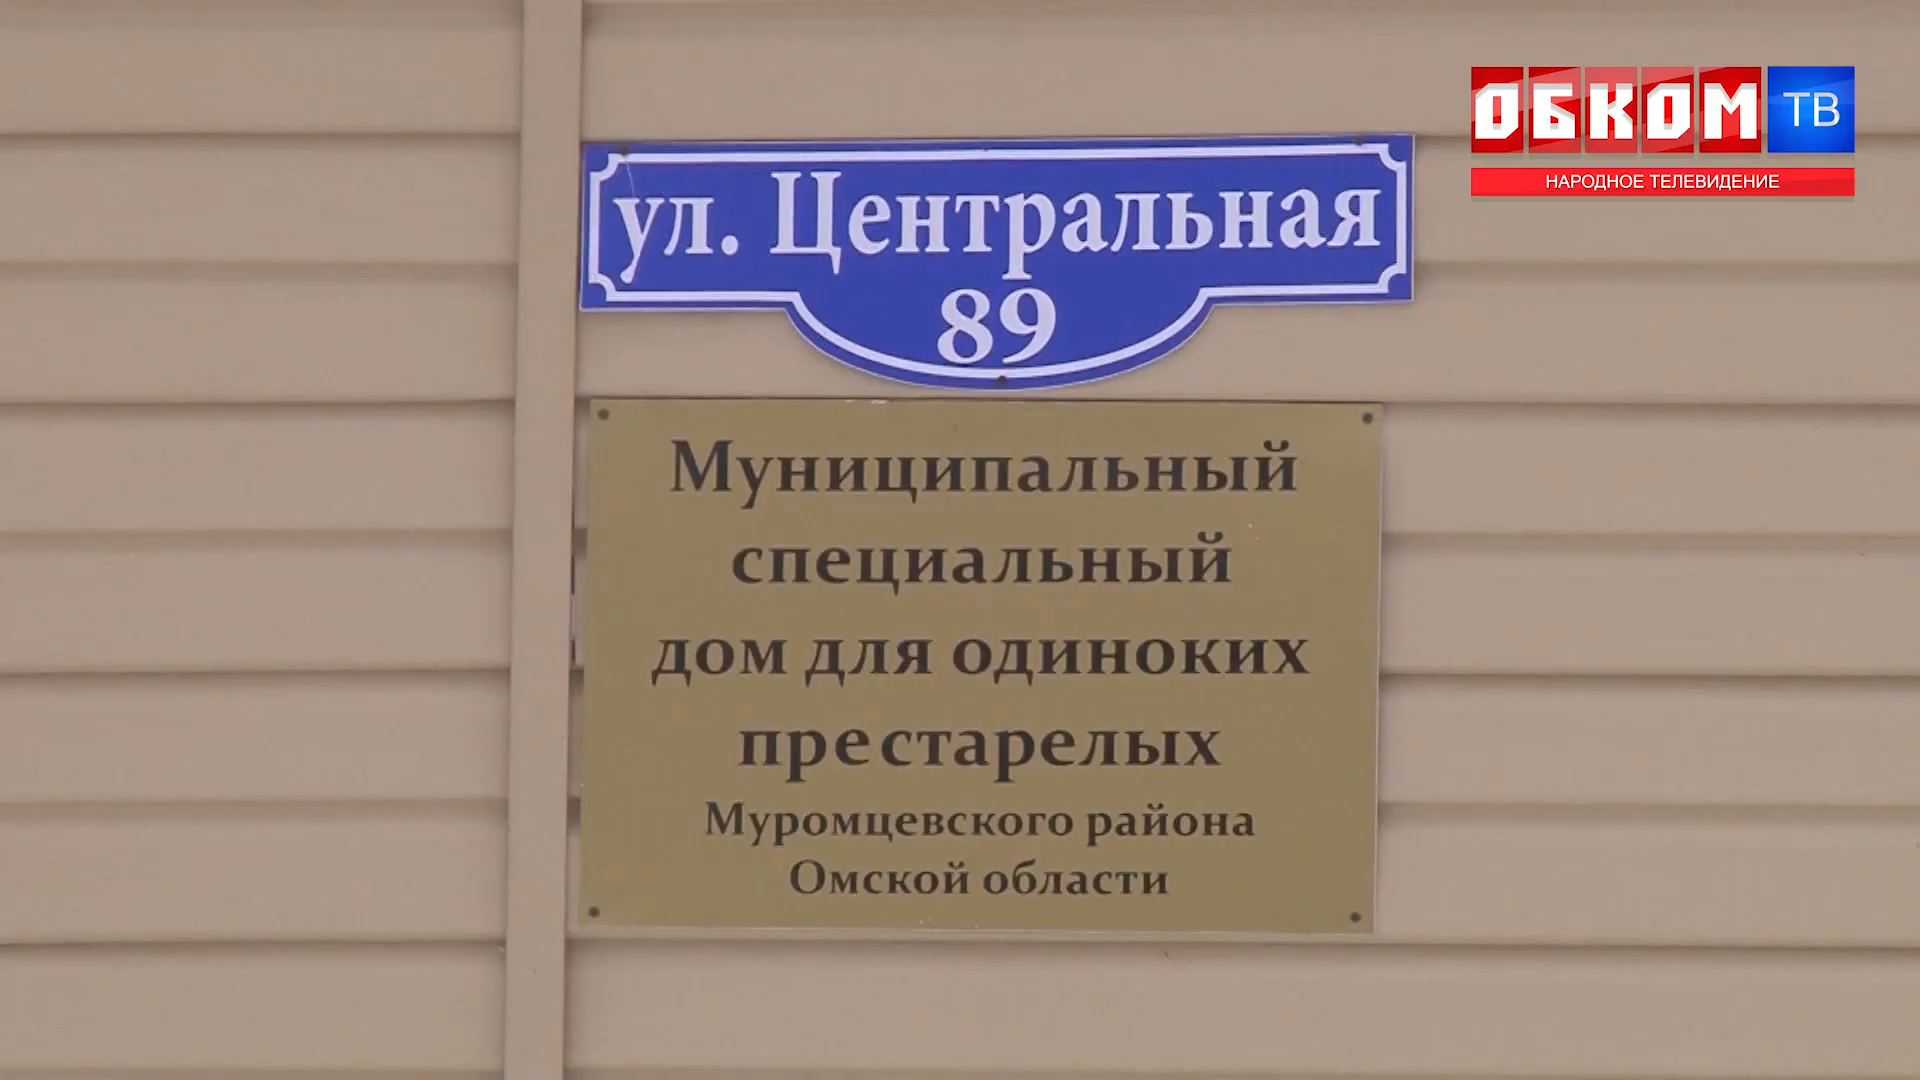 ОБКОМ ТВ
НАРОДНОЕ ТЕЛЕВИДЕНИЕ
ул. Центральная
89
Муниципальный
специальный
дом для одиноких
престарелых
Муромцевского района
Омской области